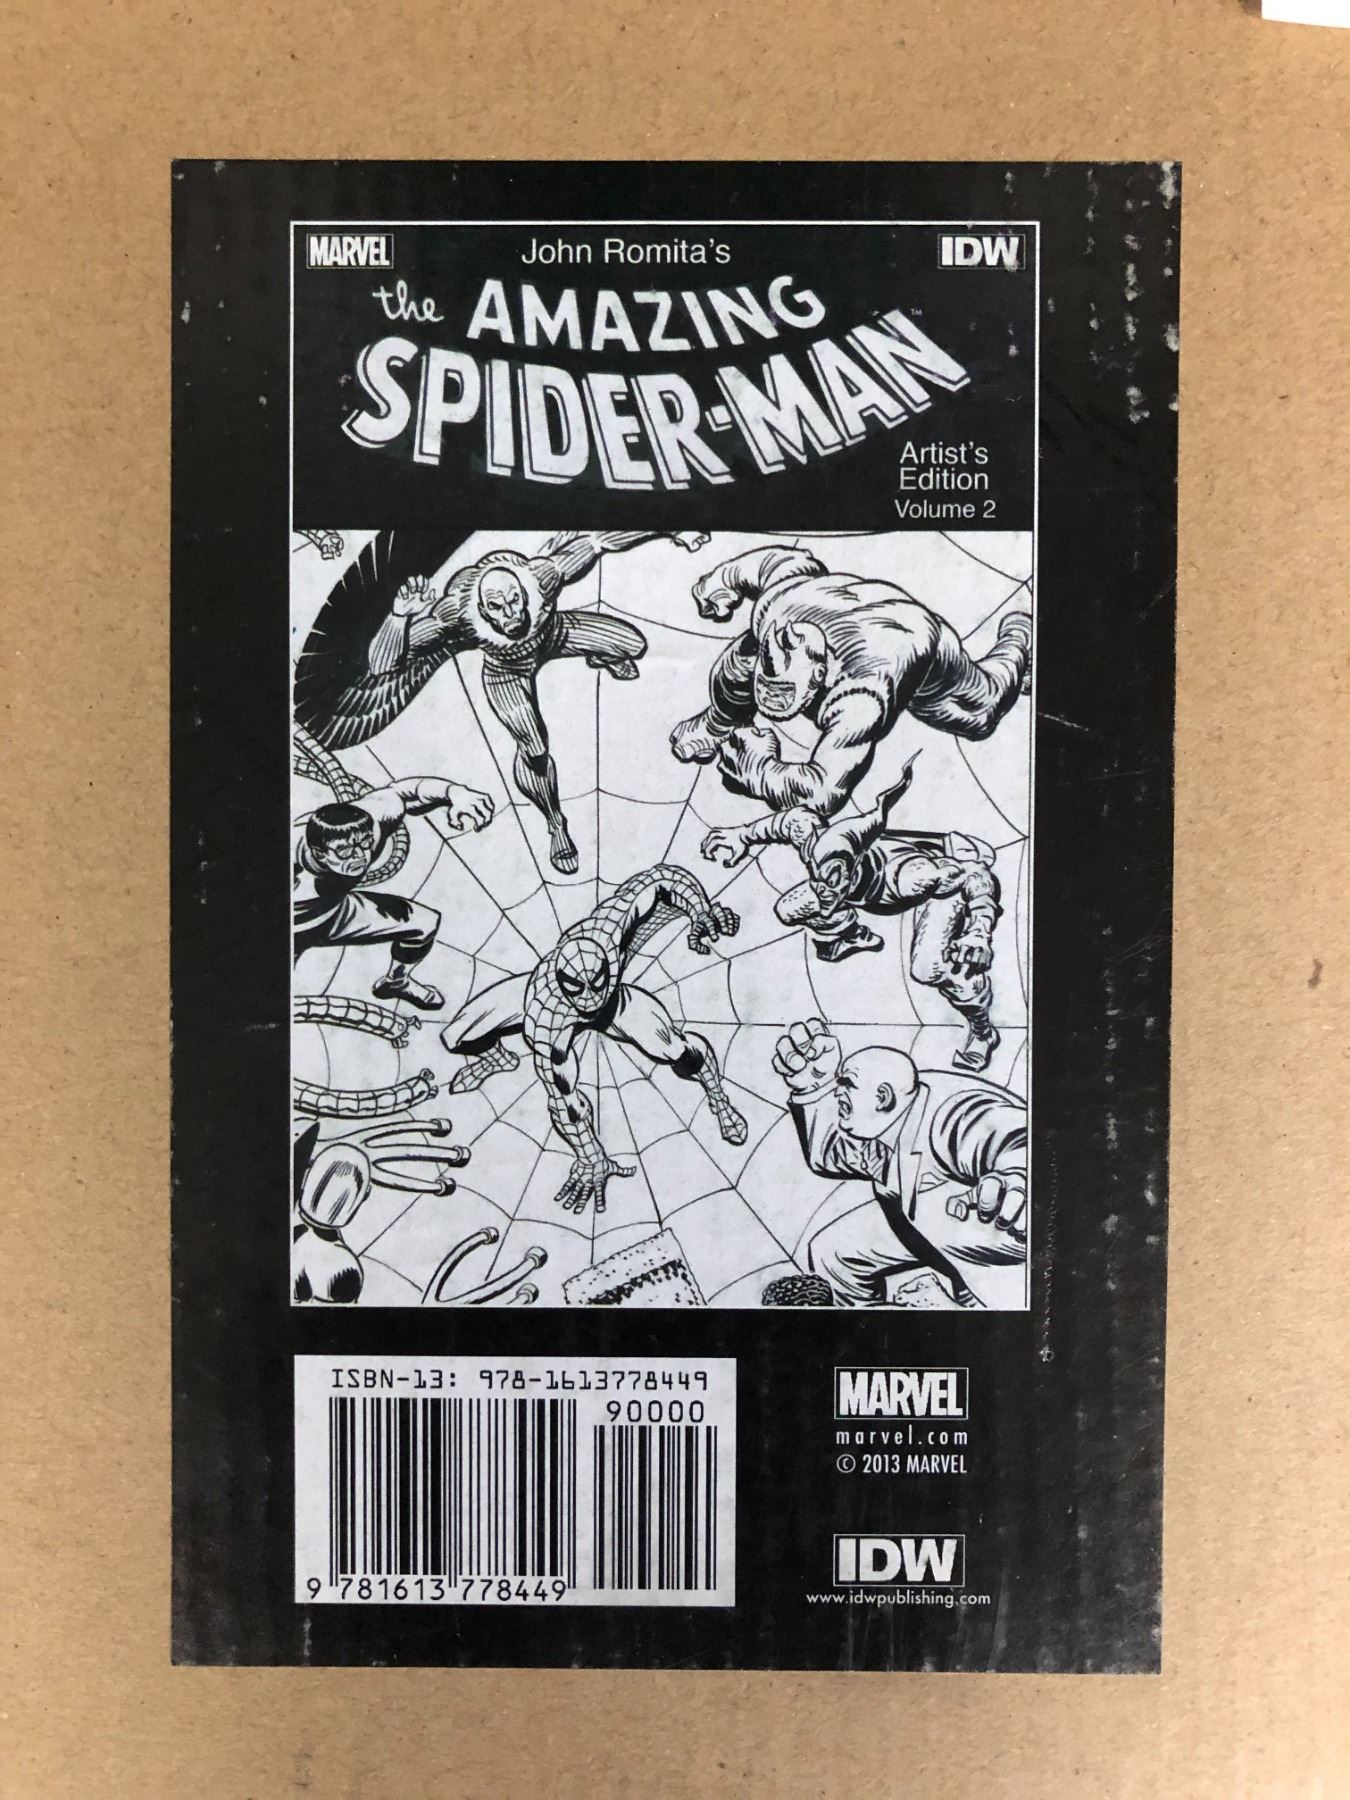 MARVEL
John Romita's
IDW
the AMAZING
SPIDER-MAN™
Artist's
Edition
Volume 2
ISBN-13: 978-1613778449
90000
9 781613 778449
MARVEL
marvel.com
© 2013 MARVEL
IDW
www.idwpublishing.com